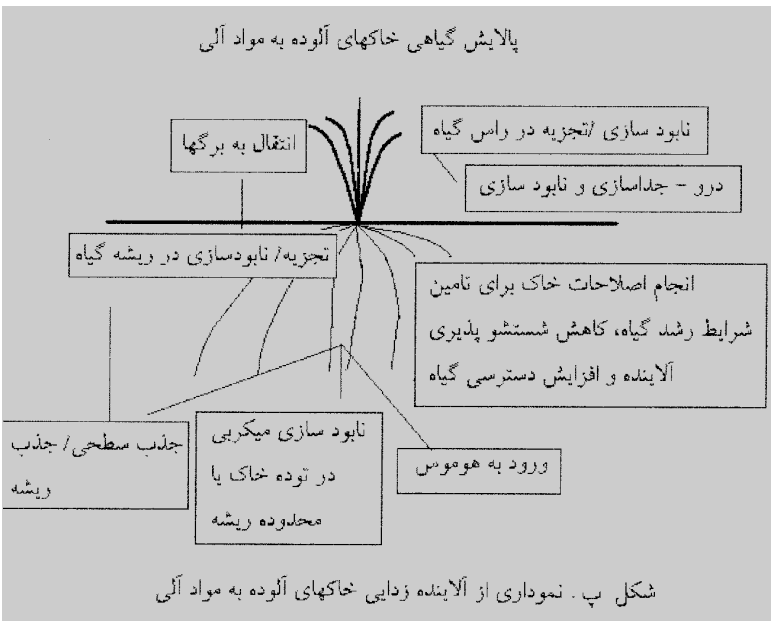 پالایش گیاهی خاکهای آلوده به مواد آلی
نابود سازی /تجزیه در راس گیاه
انتقال به برگها
درو - جداسازی و نابود سازی
تجزیه/ نابودسازی در ریشه گیاه
انجام اصلاحات خاک برای تامین
شرایط رشد گیاه، کاهش شستشو پذیری
آلاینده و افزایش دسترسی گیاه
نابود سازی میکربی
در توده خاک یا
محدوده ریشه
جذب سطحی/ جذب
ریشه
ورود به هوموس
شکل پ . نموداری از آلاینده زدایی خاکهای آلوده به مواد آلی